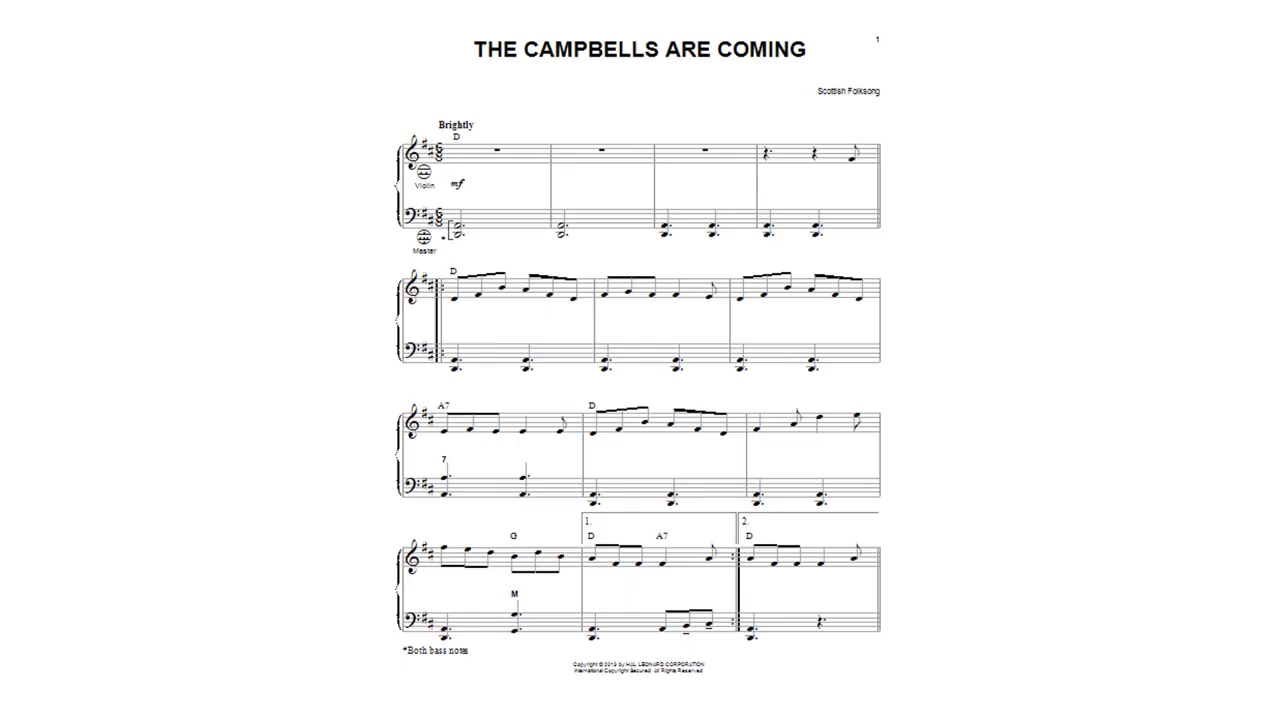 1
THE CAMPBELLS ARE COMING
Scottish Folksong
Brightly
D
Violin
mf
*
Master
D
A7
D
7
1.
2.
G
D
A7
D
M
*Both bass notes
Copyright © 2019 by HAL LEONARD CORPORATION
International Copyright Secured All Rights Reserved